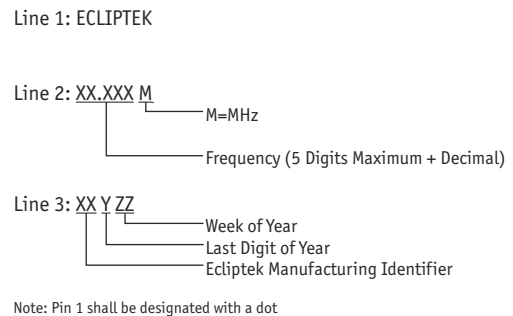 Line 1: ECLIPTEK
Line 2: XX.XXX M
M=MHz
Frequency (5 Digits Maximum + Decimal)
Line 3: XX Y ZZ
Week of Year
Last Digit of Year
Ecliptek Manufacturing Identifier
Note: Pin 1 shall be designated with a dot